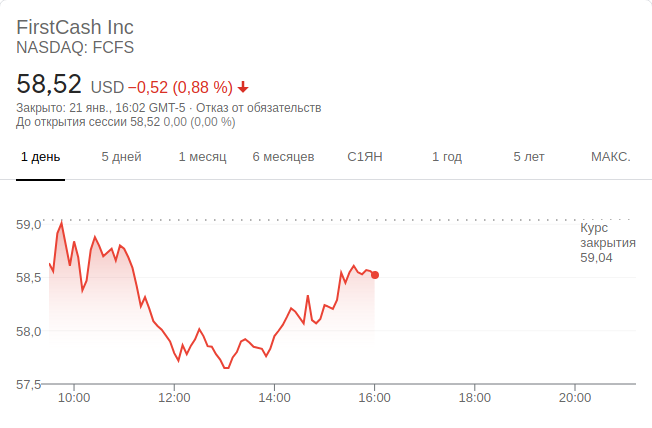 FirstCash Inc
NASDAQ: FCFS
58,52 USD −0,52 (0,88 %)
Закрыто: 21 янв., 16:02 GMT-5 · Отказ от обязательств
До открытия сессии 58,52 0,00 (0,00 %)
1 день 5 дней 1 месяц 6 месяцев С1ЯН 1 год 5 лет МАКС.
59,0
Курс
закрытия
59,04
58,5
58,0
57,5
10:00 12:00 14:00 16:00 18:00 20:00